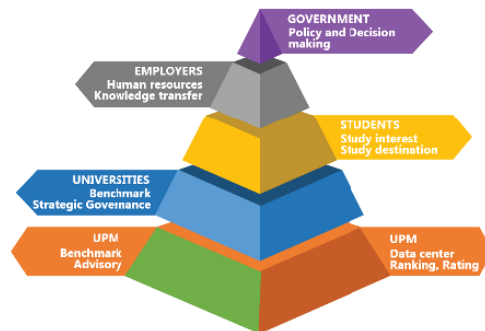 GOVERNMENT
Policy and Decision
making
EMPLOYERS
Human resources
Knowledge transfer
STUDENTS
Study interest
Study destination
UNIVERSITIES
Benchmark
Strategic Governance
UPM
Benchmark
Advisory
UPM
Data center
Ranking, Rating